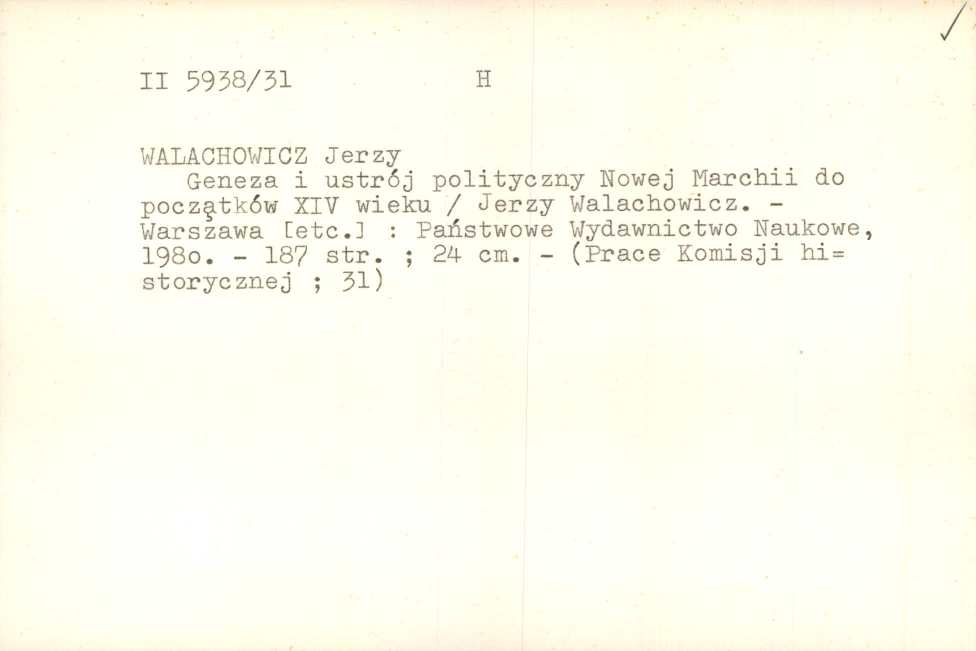 II 5938/31 H
WALACHOWICZ Jerzy
Geneza i ustrój polityczny Nowej Marchii do
początków XIV wieku / Jerzy Walachowicz. -
Warszawa [etc.] : Państwowe Wydawnictwo Naukowe,
198o. - 187 str. ; 24 cm. - (Prace Komisji hi=
storycznej ; 31)